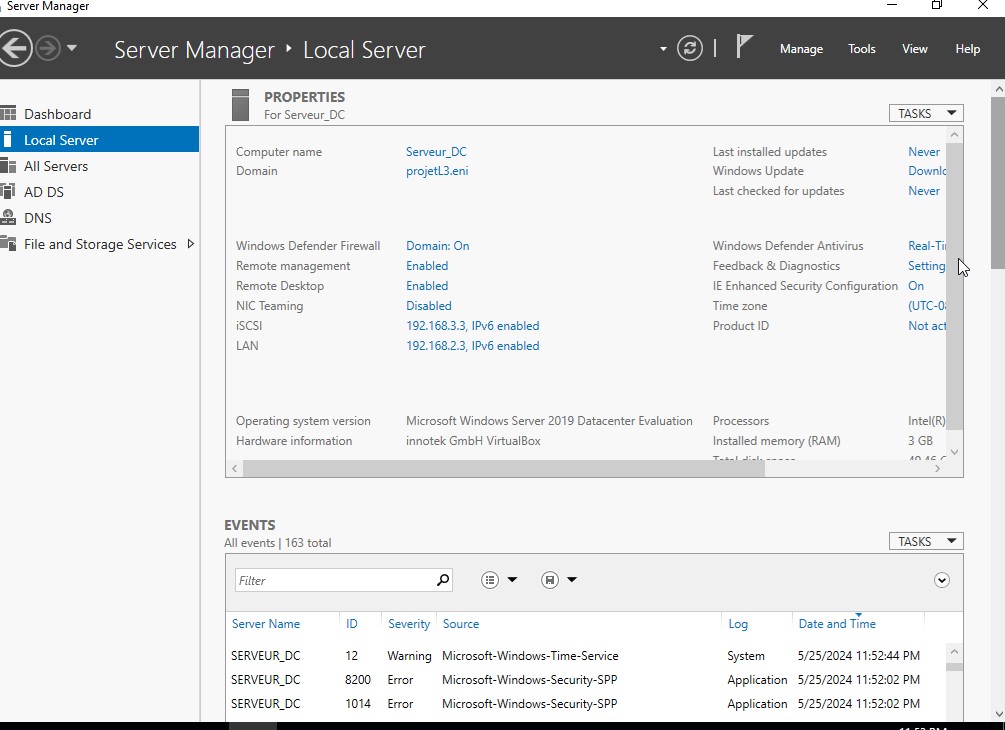 Server Manager
Server Manager ‣ Local Server
Manage Tools View Help
Dashboard
Local Server
All Servers
AD DS
DNS
File and Storage Services
PROPERTIES
For Serveur_DC
TASKS
Computer name Serveur_DC Last installed updates Never
Domain projetL3.eni Windows Update Downlo
Last checked for updates Never
Windows Defender Firewall Domain: On Windows Defender Antivirus Real-Ti
Remote management Enabled Feedback & Diagnostics Setting
Remote Desktop Enabled IE Enhanced Security Configuration On
NIC Teaming Disabled Time zone (UTC-08
iSCSI 192.168.3.3, IPv6 enabled Product ID Not act
LAN 192.168.2.3, IPv6 enabled
Operating system version Microsoft Windows Server 2019 Datacenter Evaluation Processors Intel(R)
Hardware information innotek GmbH VirtualBox Installed memory (RAM) 3 GB
Total disk space
EVENTS
All events | 163 total
TASKS
Filter
Server Name ID Severity Source Log Date and Time
SERVEUR_DC 12 Warning Microsoft-Windows-Time-Service System 5/25/2024 11:52:44 PM
SERVEUR_DC 8200 Error Microsoft-Windows-Security-SPP Application 5/25/2024 11:52:02 PM
SERVEUR_DC 1014 Error Microsoft-Windows-Security-SPP Application 5/25/2024 11:52:02 PM